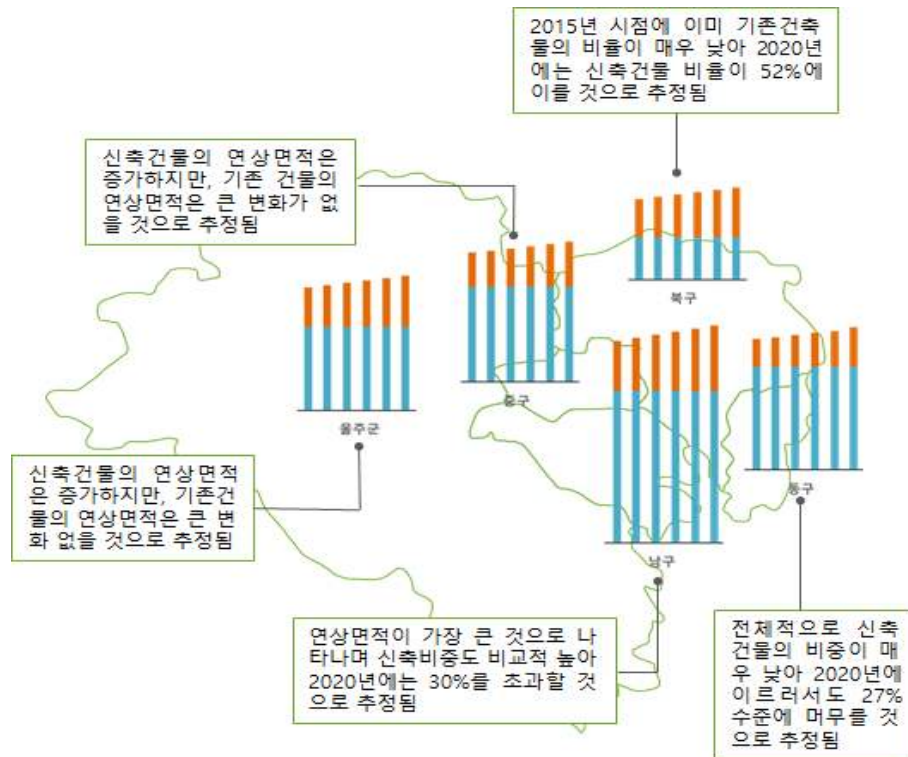 2015년 시점에 이미 기존건축
물의 비율이 매우 낮아 2020년
에는 신축건물 비율이 52%에
이를 것으로 추정됨
신축건물의 연상면적은
증가하지만, 기존 건물의
연상면적은 큰 변화가 없
을 것으로 추정됨
북구
중구
울주군
신축건물의 연상면적
은 증가하지만, 기존건
물의 연상면적은 큰 변
화 없을 것으로 추정됨
동구
남구
연상면적이 가장 큰 것으로 나
타나며 신축비중도 비교적 높아
2020년에는 30%를 초과할 것
으로 추정됨
전체적으로 신축
건물의 비중이 매
우 낮아 2020년에
이르러서도 27%
수준에 머무를 것
으로 추정됨